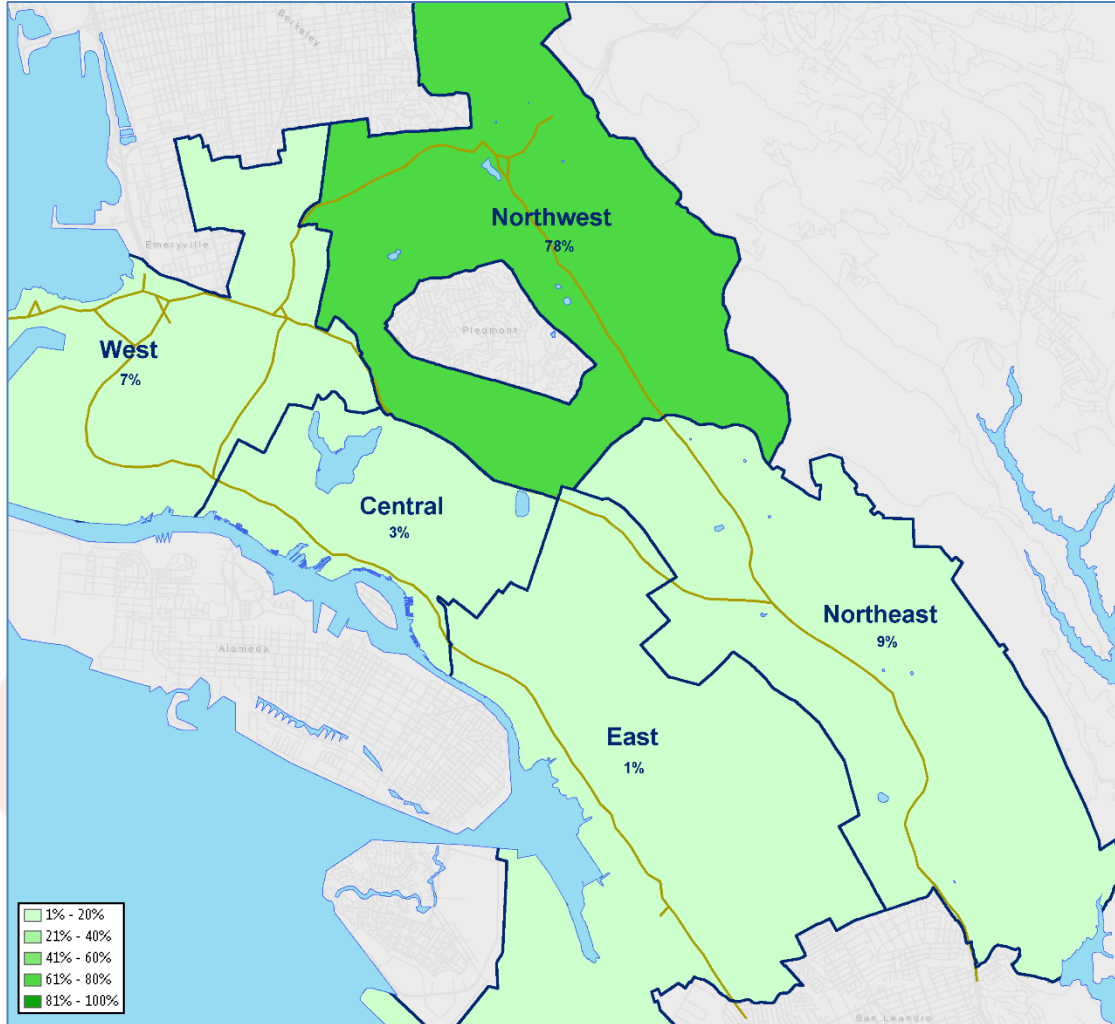 Berkeley
Northwest
78%
Emeryville
Piedmont
West
7%
Central
3%
Northeast
9%
Alameda
East
1%
1% - 20%
21% - 40%
41% - 60%
61% - 80%
81% - 100%
San Leandro